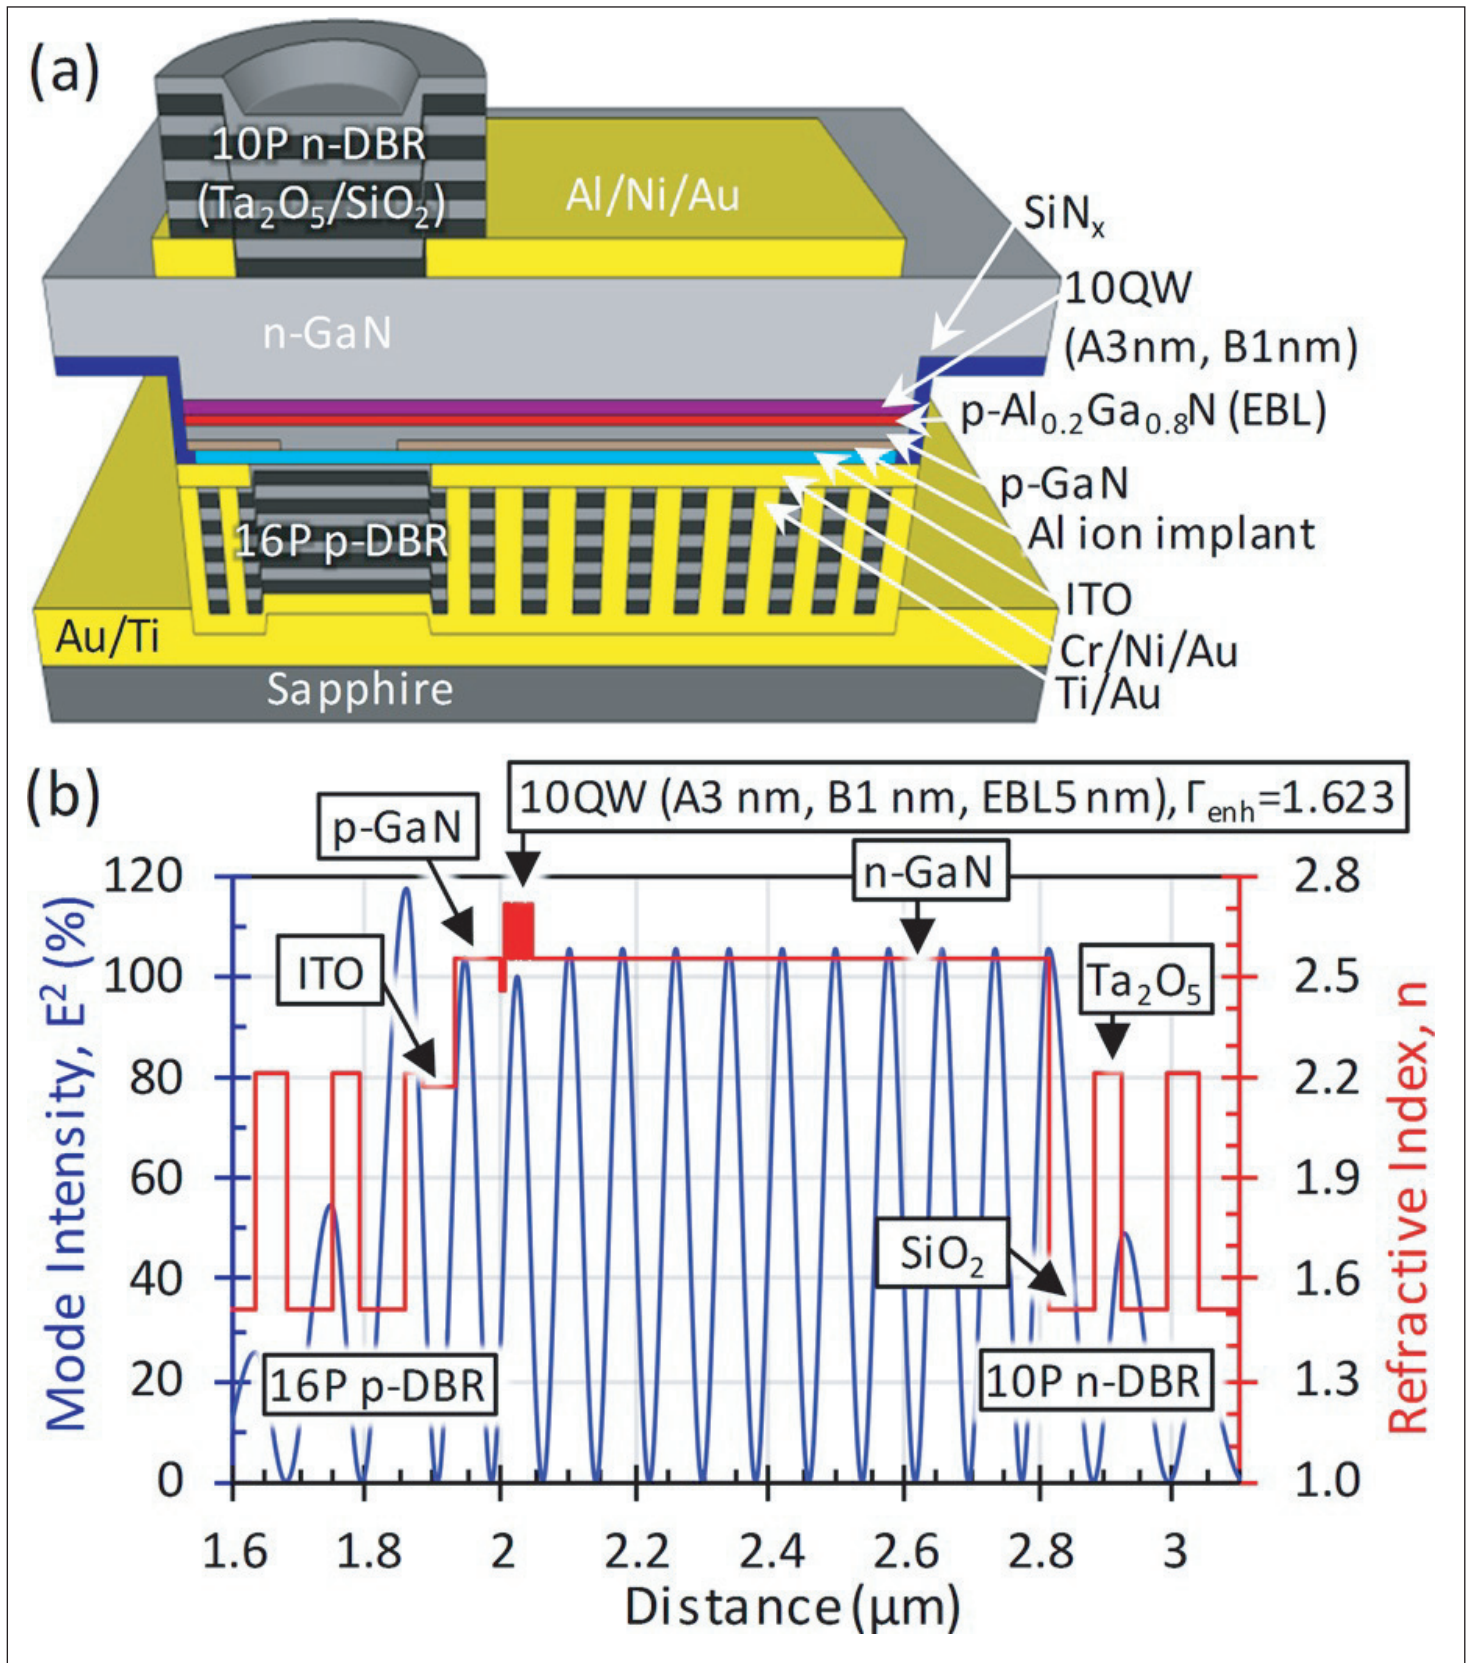 (a)
10P n-DBR
(Ta₂O₅/SiO₂)
Al/Ni/Au
SiNₓ
10QW
(A3nm, B1nm)
n-GaN
p-Al₀.₂Ga₀.₈N (EBL)
p-GaN
Al ion implant
16P p-DBR
ITO
Cr/Ni/Au
Ti/Au
Au/Ti
Sapphire
(b)
10QW (A3 nm, B1 nm, EBL5 nm), Γenh=1.623
p-GaN
n-GaN
ITO
Ta₂O₅
SiO₂
16P p-DBR
10P n-DBR
Mode Intensity, E² (%)
120
100
80
60
40
20
0
2.8
2.5
2.2
1.9
1.6
1.3
1.0
Refractive Index, n
1.6 1.8 2 2.2 2.4 2.6 2.8 3
Distance (μm)